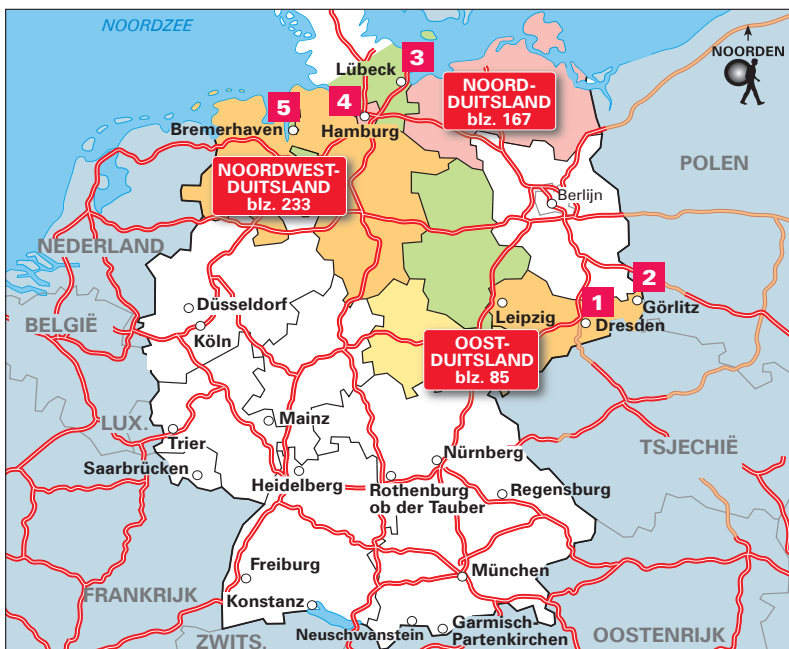 NOORDZEE
3
NOORDEN
Lübeck
NOORD-
DUITSLAND
blz. 167
5
4
Bremerhaven
Hamburg
POLEN
NOORDWEST-
DUITSLAND
blz. 233
Berlijn
NEDERLAND
2
1
Düsseldorf
Leipzig
Görlitz
BELGIË
Köln
Dresden
OOST-
DUITSLAND
blz. 85
LUX.
Mainz
Trier
TSJECHIË
Nürnberg
Saarbrücken
Heidelberg
Rothenburg
ob der Tauber
Regensburg
Freiburg
München
FRANKRIJK
Konstanz
Neuschwanstein
Garmisch-
Partenkirchen
ZWITS.
OOSTENRIJK